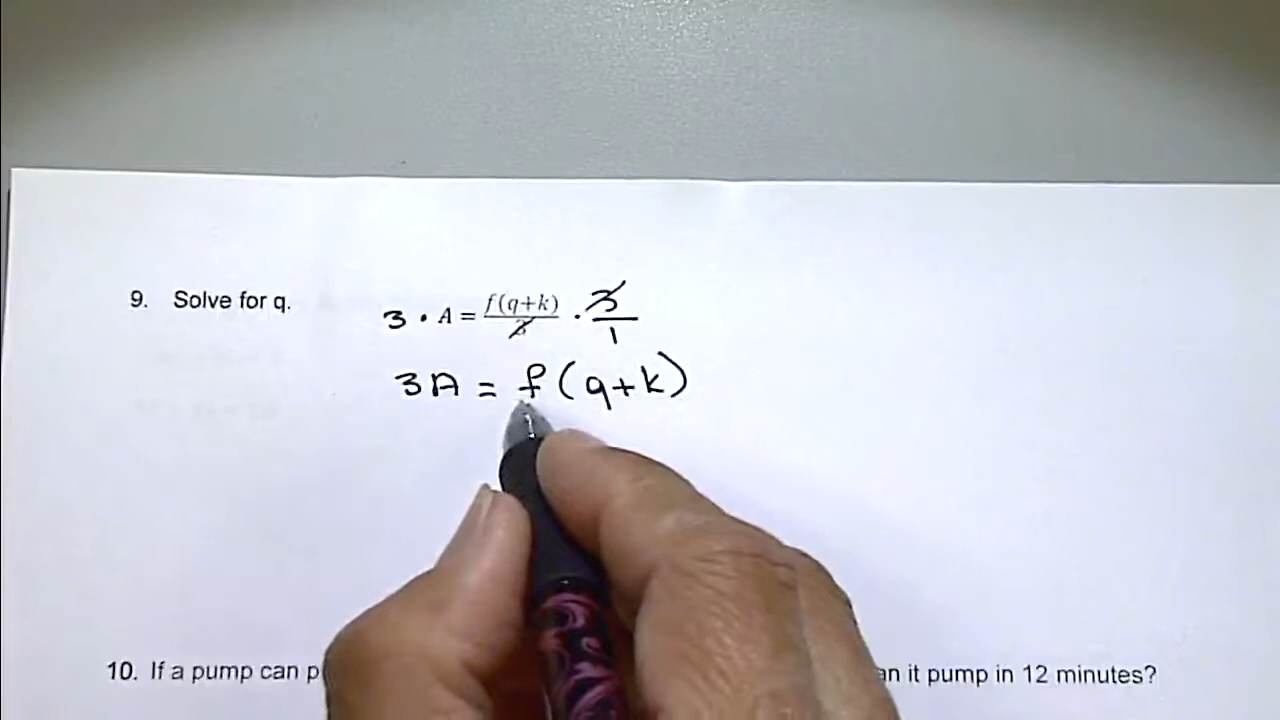 9. Solve for q. 3 · A = f(q+k)/3 · 3/1
3A = f(q+k)
10. If a pump can p an it pump in 12 minutes?